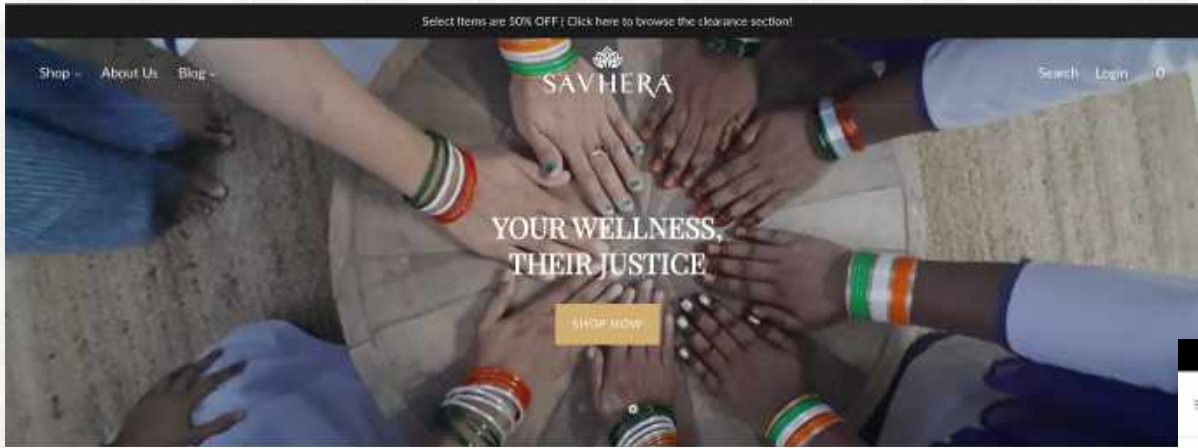 Select Items are 50% OFF | Click here to browse the clearance section!
Shop About Us Blog
SAVHERA
Search Login 0
YOUR WELLNESS,
THEIR JUSTICE
SHOP NOW